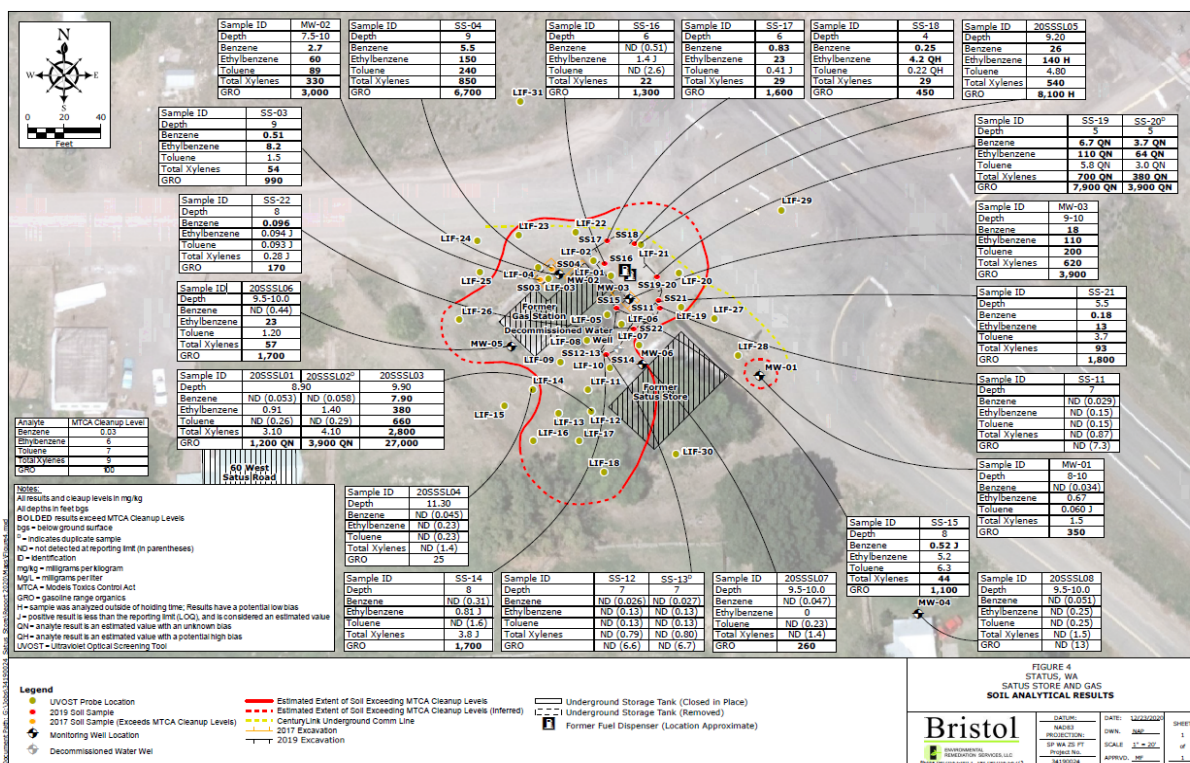 N
W
E
S
40 20 0 40
Feet
Sample ID MW-02
Depth 7.5-10
Benzene 2.7
Ethylbenzene 60
Toluene 89
Total Xylenes 330
GRO 3,000
Sample ID SS-04
Depth 9
Benzene 5.5
Ethylbenzene 150
Toluene 240
Total Xylenes 850
GRO 6,700
Sample ID SS-16
Depth 6
Benzene ND (0.51)
Ethylbenzene 1.4 J
Toluene ND (2.6)
Total Xylenes 22
GRO 1,300
Sample ID SS-17
Depth 6
Benzene 0.83
Ethylbenzene 23
Toluene 0.41 J
Total Xylenes 29
GRO 1,600
Sample ID SS-18
Depth 4
Benzene 0.25
Ethylbenzene 4.2 QH
Toluene 0.22 QH
Total Xylenes 29
GRO 450
Sample ID 20SSSL05
Depth 9.20
Benzene 26
Ethylbenzene 140 H
Toluene 4.80
Total Xylenes 540
GRO 8,100 H
Sample ID SS-03
Depth 9
Benzene 0.51
Ethylbenzene 8.2
Toluene 1.5
Total Xylenes 54
GRO 990
Sample ID SS-19 SS-20ᴰ
Depth 5 5
Benzene 6.7 QN 3.7 QN
Ethylbenzene 110 QN 64 QN
Toluene 5.8 QN 3.0 QN
Total Xylenes 700 QN 380 QN
GRO 7,900 QN 3,900 QN
Sample ID SS-22
Depth 8
Benzene 0.096
Ethylbenzene 0.094 J
Toluene 0.093 J
Total Xylenes 0.28 J
GRO 170
Sample ID MW-03
Depth 9-10
Benzene 18
Ethylbenzene 110
Toluene 200
Total Xylenes 620
GRO 3,900
Sample ID 20SSSL06
Depth 9.5-10.0
Benzene ND (0.44)
Ethylbenzene 23
Toluene 1.20
Total Xylenes 57
GRO 1,700
Sample ID SS-21
Depth 5.5
Benzene 0.18
Ethylbenzene 13
Toluene 3.7
Total Xylenes 93
GRO 1,800
Sample ID 20SSSL01 20SSSL02ᴰ 20SSSL03
Depth 8.90 9.90
Benzene ND (0.053) ND (0.058) 7.90
Ethylbenzene 0.91 1.40 380
Toluene ND (0.26) ND (0.29) 660
Total Xylenes 3.10 4.10 2,800
GRO 1,200 QN 3,900 QN 27,000
Sample ID SS-11
Depth 7
Benzene ND (0.029)
Ethylbenzene ND (0.15)
Toluene ND (0.15)
Total Xylenes ND (0.87)
GRO ND (7.3)
Analyte MTCA Cleanup Level
Benzene 0.03
Ethylbenzene 6
Toluene 7
Total Xylenes 9
GRO 100
Sample ID MW-01
Depth 8-10
Benzene ND (0.034)
Ethylbenzene 0.67
Toluene 0.060 J
Total Xylenes 1.5
GRO 350
Sample ID 20SSSL04
Depth 11.30
Benzene ND (0.045)
Ethylbenzene ND (0.23)
Toluene ND (0.23)
Total Xylenes ND (1.4)
GRO 25
Sample ID SS-15
Depth 8
Benzene 0.52 J
Ethylbenzene 5.2
Toluene 6.3
Total Xylenes 44
GRO 1,100
Sample ID SS-14
Depth 8
Benzene ND (0.31)
Ethylbenzene 0.81 J
Toluene ND (1.6)
Total Xylenes 3.8 J
GRO 1,700
Sample ID SS-12 SS-13ᴰ
Depth 7 7
Benzene ND (0.026) ND (0.027)
Ethylbenzene ND (0.13) ND (0.13)
Toluene ND (0.13) ND (0.13)
Total Xylenes ND (0.79) ND (0.80)
GRO ND (6.6) ND (6.7)
Sample ID 20SSSL07
Depth 9.5-10.0
Benzene ND (0.047)
Ethylbenzene 0
Toluene ND (0.23)
Total Xylenes ND (1.4)
GRO 260
Sample ID 20SSSL08
Depth 9.5-10.0
Benzene ND (0.051)
Ethylbenzene ND (0.25)
Toluene ND (0.25)
Total Xylenes ND (1.5)
GRO ND (13)
LIF-31
LIF-29
LIF-22
LIF-23
LIF-24
SS17
SS18
LIF-21
LIF-02
SS16
SS04
LIF-04
LIF-01
MW-02
LIF-25
SS03
LIF-03
MW-03
SS19-20
LIF-20
SS15
SS11
SS21
Former
Gas Station
LIF-26
LIF-05
LIF-06
LIF-19
LIF-27
Decommissioned Water
Well
SS22
MW-05
LIF-08
LIF-07
LIF-28
LIF-09
SS12-13
SS14
MW-06
LIF-10
MW-01
LIF-14
LIF-11
Former
Satus Store
LIF-15
LIF-12
LIF-13
LIF-16
LIF-17
LIF-30
LIF-18
MW-04
60 West
Satus Road
Notes:
All results and cleaup levels in mg/kg
All depths in feet bgs
BOLDED results exceed MTCA Cleanup Levels
bgs = below ground surface
ᴰ = Indicates duplicate sample
ND = not detected at reporting limit (in parentheses)
ID = Identification
mg/kg = milligrams per kilogram
Mg/L = milligrams per liter
MTCA = Models Toxics Control Act
GRO = gasoline range organics
H = sample was analyzed outside of holding time; Results have a potential low bias
J = positive result is less than the reporting limit (LOQ), and is considered an estimated value
QN = analyte result is an estimated value with an unknown bias
QH = analyte result is an estimated value with a potential high bias
UVOST = Ultraviolet Optical Screening Tool
Legend
UVOST Probe Location
2019 Soil Sample
2017 Soil Sample (Exceeds MTCA Cleanup Levels)
Monitoring Well Location
Decommissioned Water Wel
Estimated Extent of Soil Exceeding MTCA Cleanup Levels
Estimated Extent of Soil Exceeding MTCA Cleanup Levels (Inferred)
CenturyLink Underground Comm Line
2017 Excavation
2019 Excavation
Underground Storage Tank (Closed in Place)
Underground Storage Tank (Removed)
Former Fuel Dispenser (Location Approximate)
FIGURE 4
STATUS, WA
SATUS STORE AND GAS
SOIL ANALYTICAL RESULTS
Bristol
ENVIRONMENTAL
REMEDIATION SERVICES, LLC
DATUM:
NAD83
PROJECTION:
SP WA ZS FT
Project No.
34190024
DATE: 12/23/2020
DWN. NAP
SCALE 1" = 20'
APPRVD. MF
SHEET
1
of
1